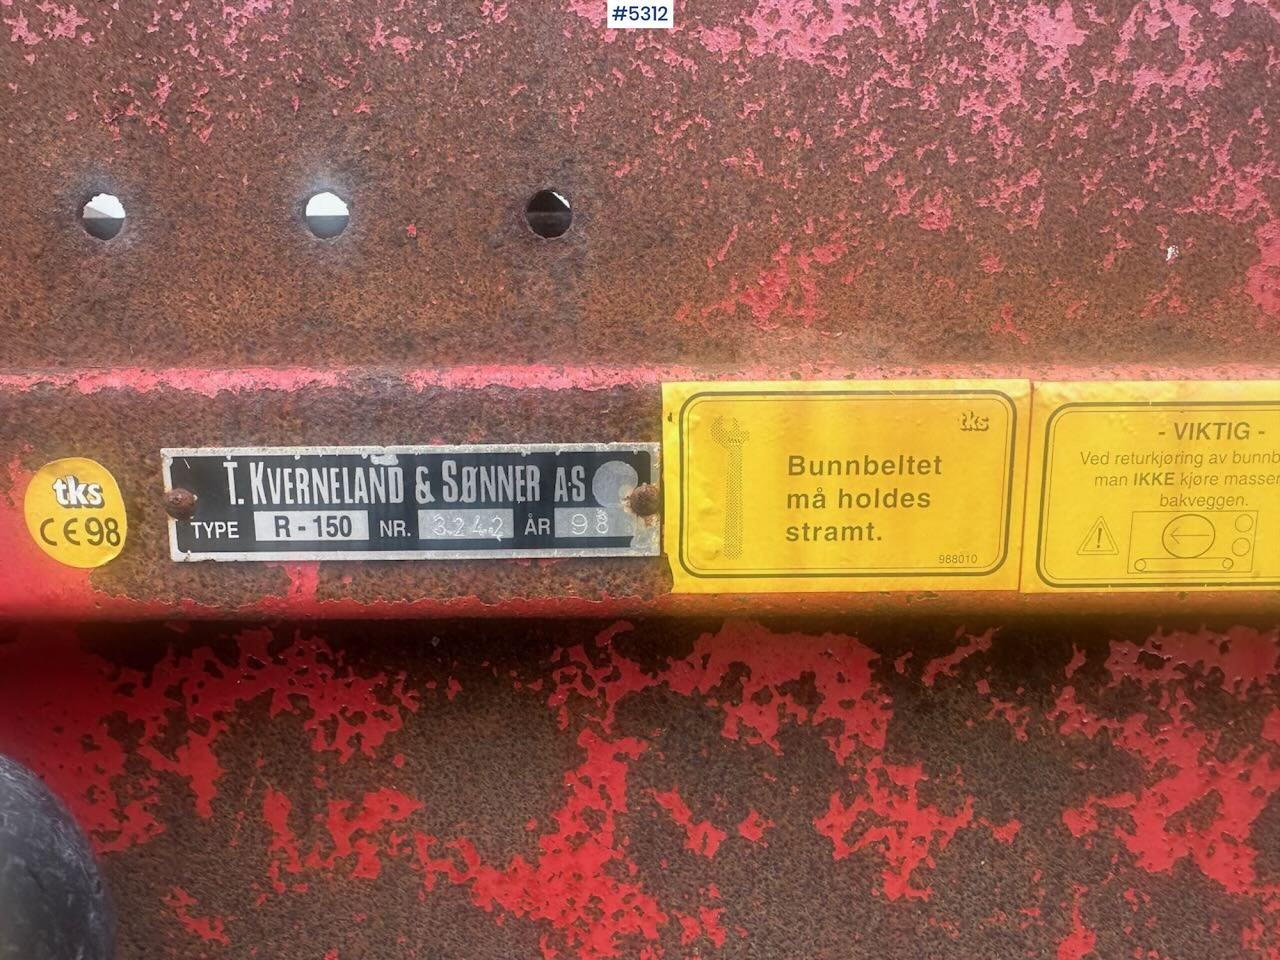 #5312
tks
CE98
T. KVERNELAND & SØNNER A·S
TYPE R - 150 NR. 3242 ÅR 98
tks
Bunnbeltet
må holdes
stramt.
988010
- VIKTIG -
Ved returkjøring av bunnb
man IKKE kjøre masser
bakveggen.